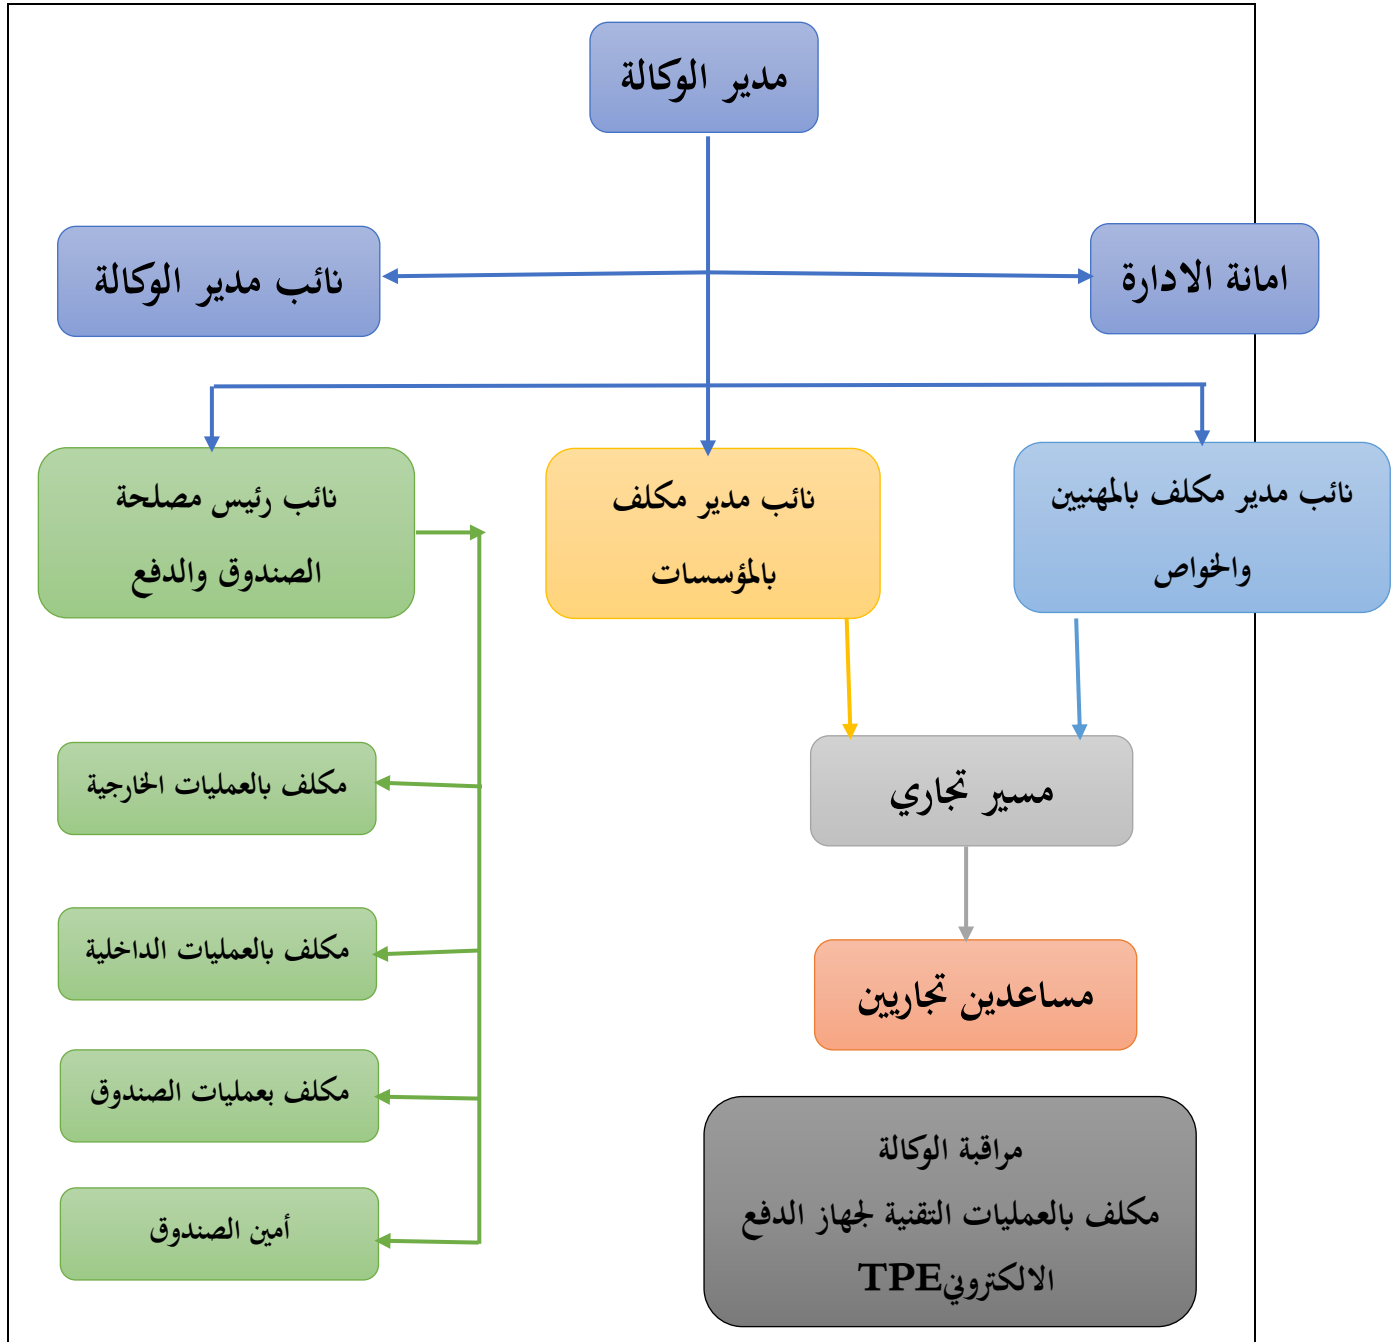 مدير الوكالة
امانة الادارة
نائب مدير الوكالة
نائب مدير مكلف بالمهنيين
والخواص
نائب مدير مكلف
بالمؤسسات
نائب رئيس مصلحة
الصندوق والدفع
مسير تجاري
مساعدين تجاريين
مكلف بالعمليات الخارجية
مكلف بالعمليات الداخلية
مكلف بعمليات الصندوق
أمين الصندوق
مراقبة الوكالة
مكلف بالعمليات التقنية لجهاز الدفع
الالكترونيTPE